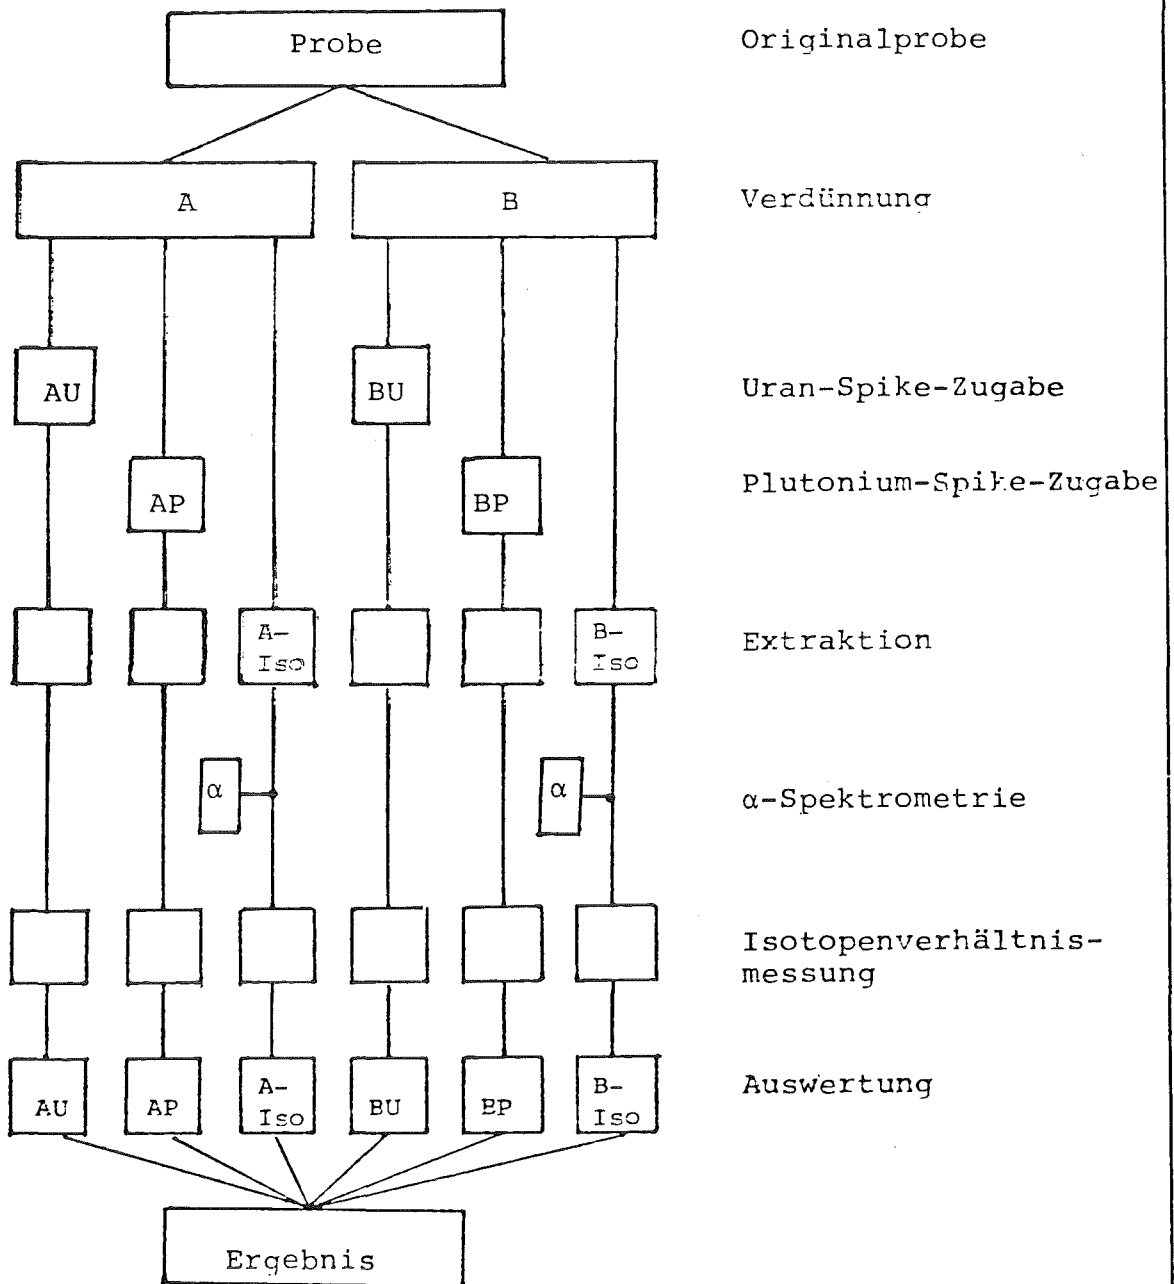 Probe
Originalprobe
A
B
Verdünnung
AU
BU
Uran-Spike-Zugabe
AP
BP
Plutonium-Spike-Zugabe
A-
Iso
B-
Iso
Extraktion
α
α
α-Spektrometrie
Isotopenverhältnis-
messung
AU
AP
A-
Iso
BU
BP
B-
Iso
Auswertung
Ergebnis